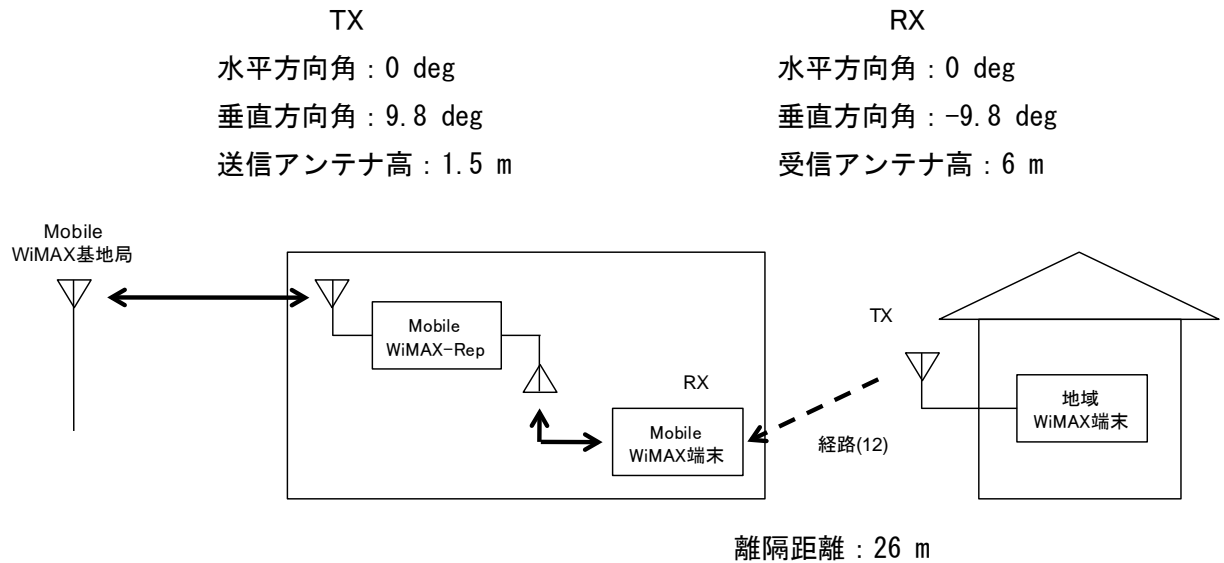 TX
水平方向角：0 deg
垂直方向角：9.8 deg
送信アンテナ高：1.5 m
RX
水平方向角：0 deg
垂直方向角：-9.8 deg
受信アンテナ高：6 m
Mobile
WiMAX基地局
Mobile
WiMAX-Rep
RX
Mobile
WiMAX端末
TX
経路(12)
地域
WiMAX端末
離隔距離：26 m